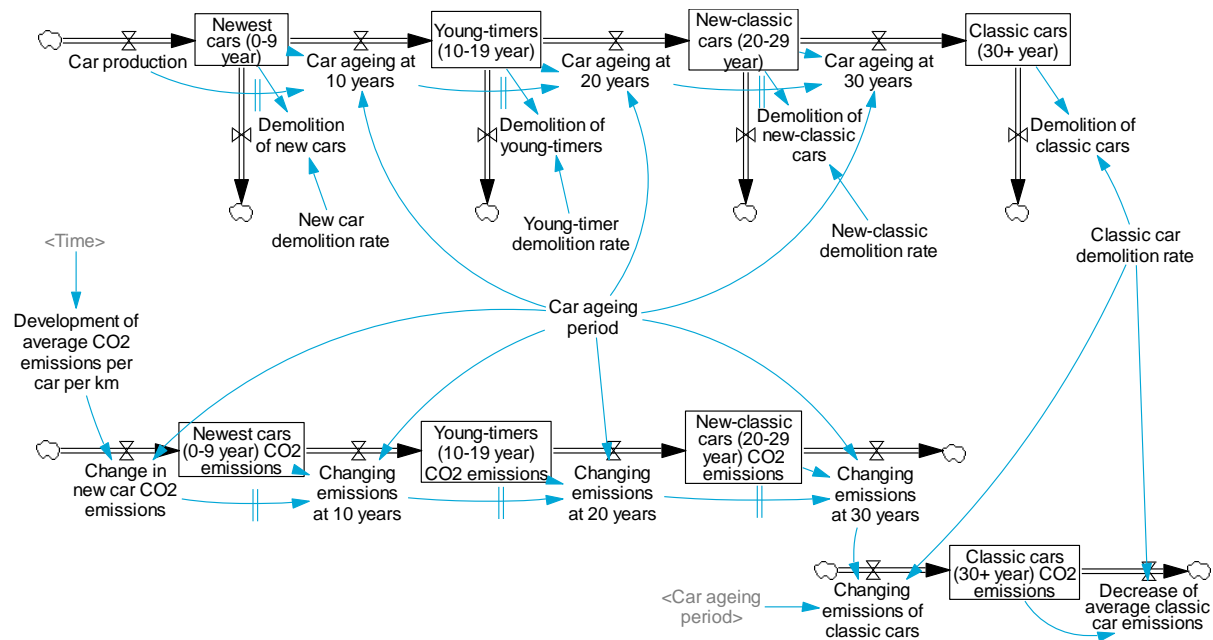 Newest
cars (0-9
year)
Young-timers
(10-19 year)
New-classic
cars (20-29
year)
Classic cars
(30+ year)
Car production
Car ageing at
10 years
Car ageing at
20 years
Car ageing at
30 years
Demolition
of new cars
Demolition of
young-timers
Demolition of
new-classic
cars
Demolition of
classic cars
New car
demolition rate
Young-timer
demolition rate
New-classic
demolition rate
Classic car
demolition rate
<Time>
Car ageing
period
Development of
average CO2
emissions per
car per km
Newest cars
(0-9 year) CO2
emissions
Young-timers
(10-19 year)
CO2 emissions
New-classic
cars (20-29
year) CO2
emissions
Change in
new car CO2
emissions
Changing
emissions
at 10 years
Changing
emissions
at 20 years
Changing
emissions
at 30 years
Classic cars
(30+ year) CO2
emissions
<Car ageing
period>
Changing
emissions of
classic cars
Decrease of
average classic
car emissions